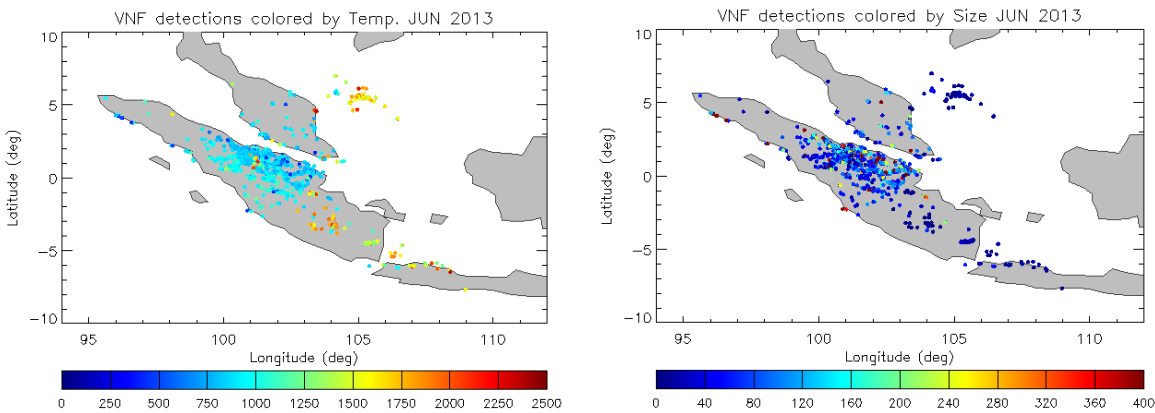 VNF detections colored by Temp. JUN 2013
10
5
0
−5
−10
Latitude (deg)
95 100 105 110
Longitude (deg)
0 250 500 750 1000 1250 1500 1750 2000 2250 2500
VNF detections colored by Size JUN 2013
10
5
0
−5
−10
Latitude (deg)
95 100 105 110
Longitude (deg)
0 40 80 120 160 200 240 280 320 360 400